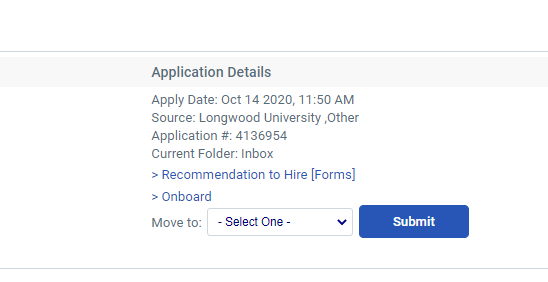 Application Details
Apply Date: Oct 14 2020, 11:50 AM
Source: Longwood University ,Other
Application #: 4136954
Current Folder: Inbox
> Recommendation to Hire [Forms]
> Onboard
Move to: - Select One - Submit